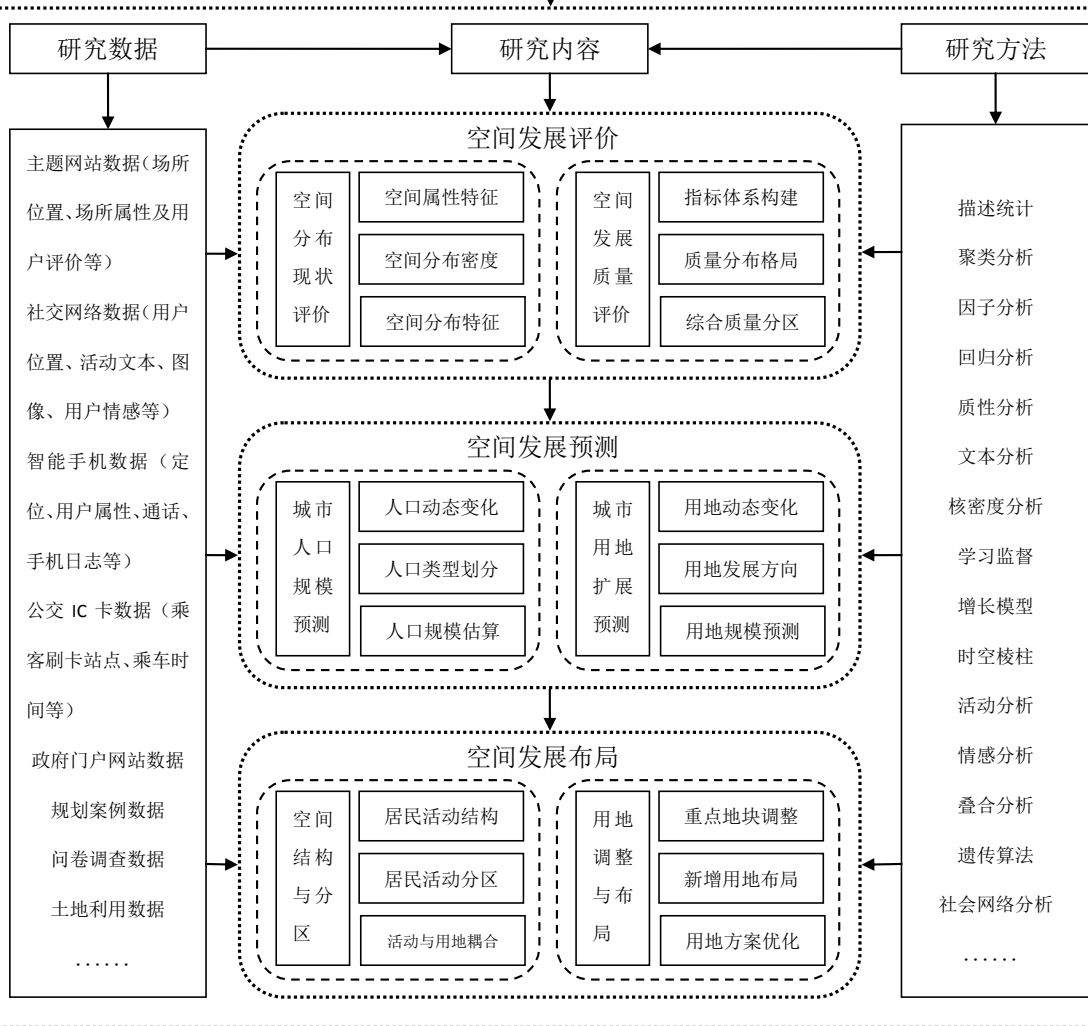 研究数据
研究内容
研究方法
主题网站数据（场所
位置、场所属性及用
户评价等）
社交网络数据（用户
位置、活动文本、图
像、用户情感等）
智能手机数据（定
位、用户属性、通话、
手机日志等）
公交 IC 卡数据（乘
客刷卡站点、乘车时
间等）
政府门户网站数据
规划案例数据
问卷调查数据
土地利用数据
......
空间发展评价
空间
分布
现状
评价
空间属性特征
空间分布密度
空间分布特征
空间
发展
质量
评价
指标体系构建
质量分布格局
综合质量分区
空间发展预测
城市
人口
规模
预测
人口动态变化
人口类型划分
人口规模估算
城市
用地
扩展
预测
用地动态变化
用地发展方向
用地规模预测
空间发展布局
空间
结构
与分
区
居民活动结构
居民活动分区
活动与用地耦合
用地
调整
与布
局
重点地块调整
新增用地布局
用地方案优化
描述统计
聚类分析
因子分析
回归分析
质性分析
文本分析
核密度分析
学习监督
增长模型
时空棱柱
活动分析
情感分析
叠合分析
遗传算法
社会网络分析
......